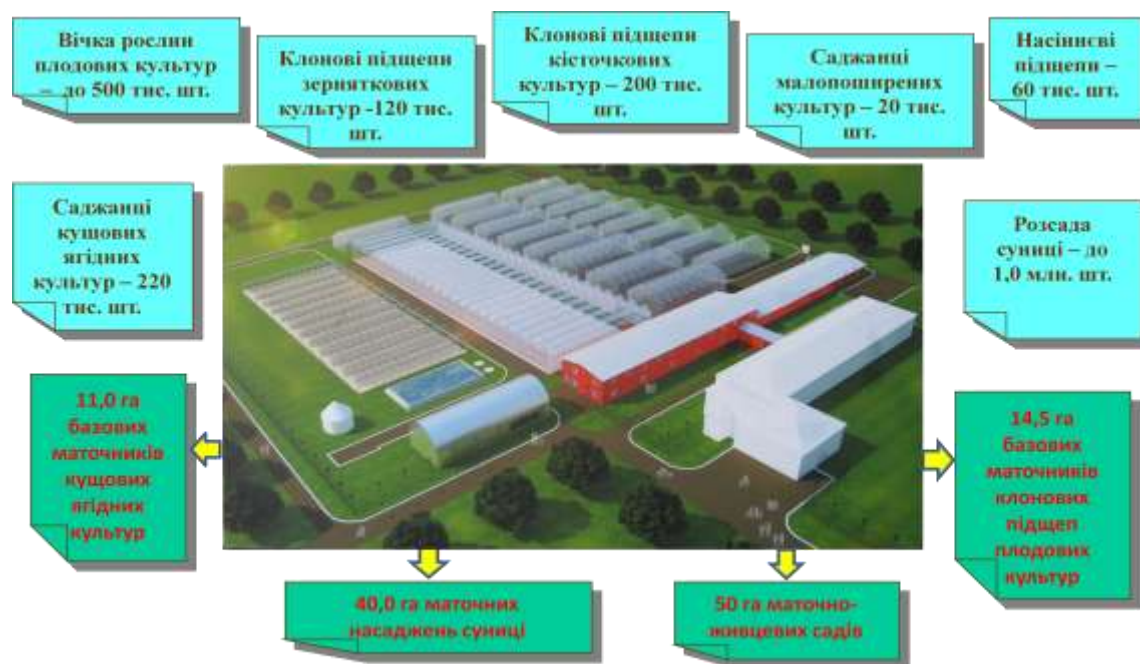 Вічка рослин
плодових культур
– до 500 тис. шт.
Клонові підщепи
зерняткових
культур -120 тис.
шт.
Клонові підщепи
кісточкових
культур – 200 тис.
шт.
Саджанці
малопоширених
культур – 20 тис.
шт.
Насіннєві
підщепи –
60 тис. шт.
Саджанці
кущових
ягідних
культур – 220
тис. шт.
Розсада
суниці – до
1,0 млн. шт.
11,0 га
базових
маточників
кущових
ягідних
культур
14,5 га
базових
маточників
клонових
підщеп
плодових
культур
40,0 га маточних
насаджень суниці
50 га маточно-
живцевих садів